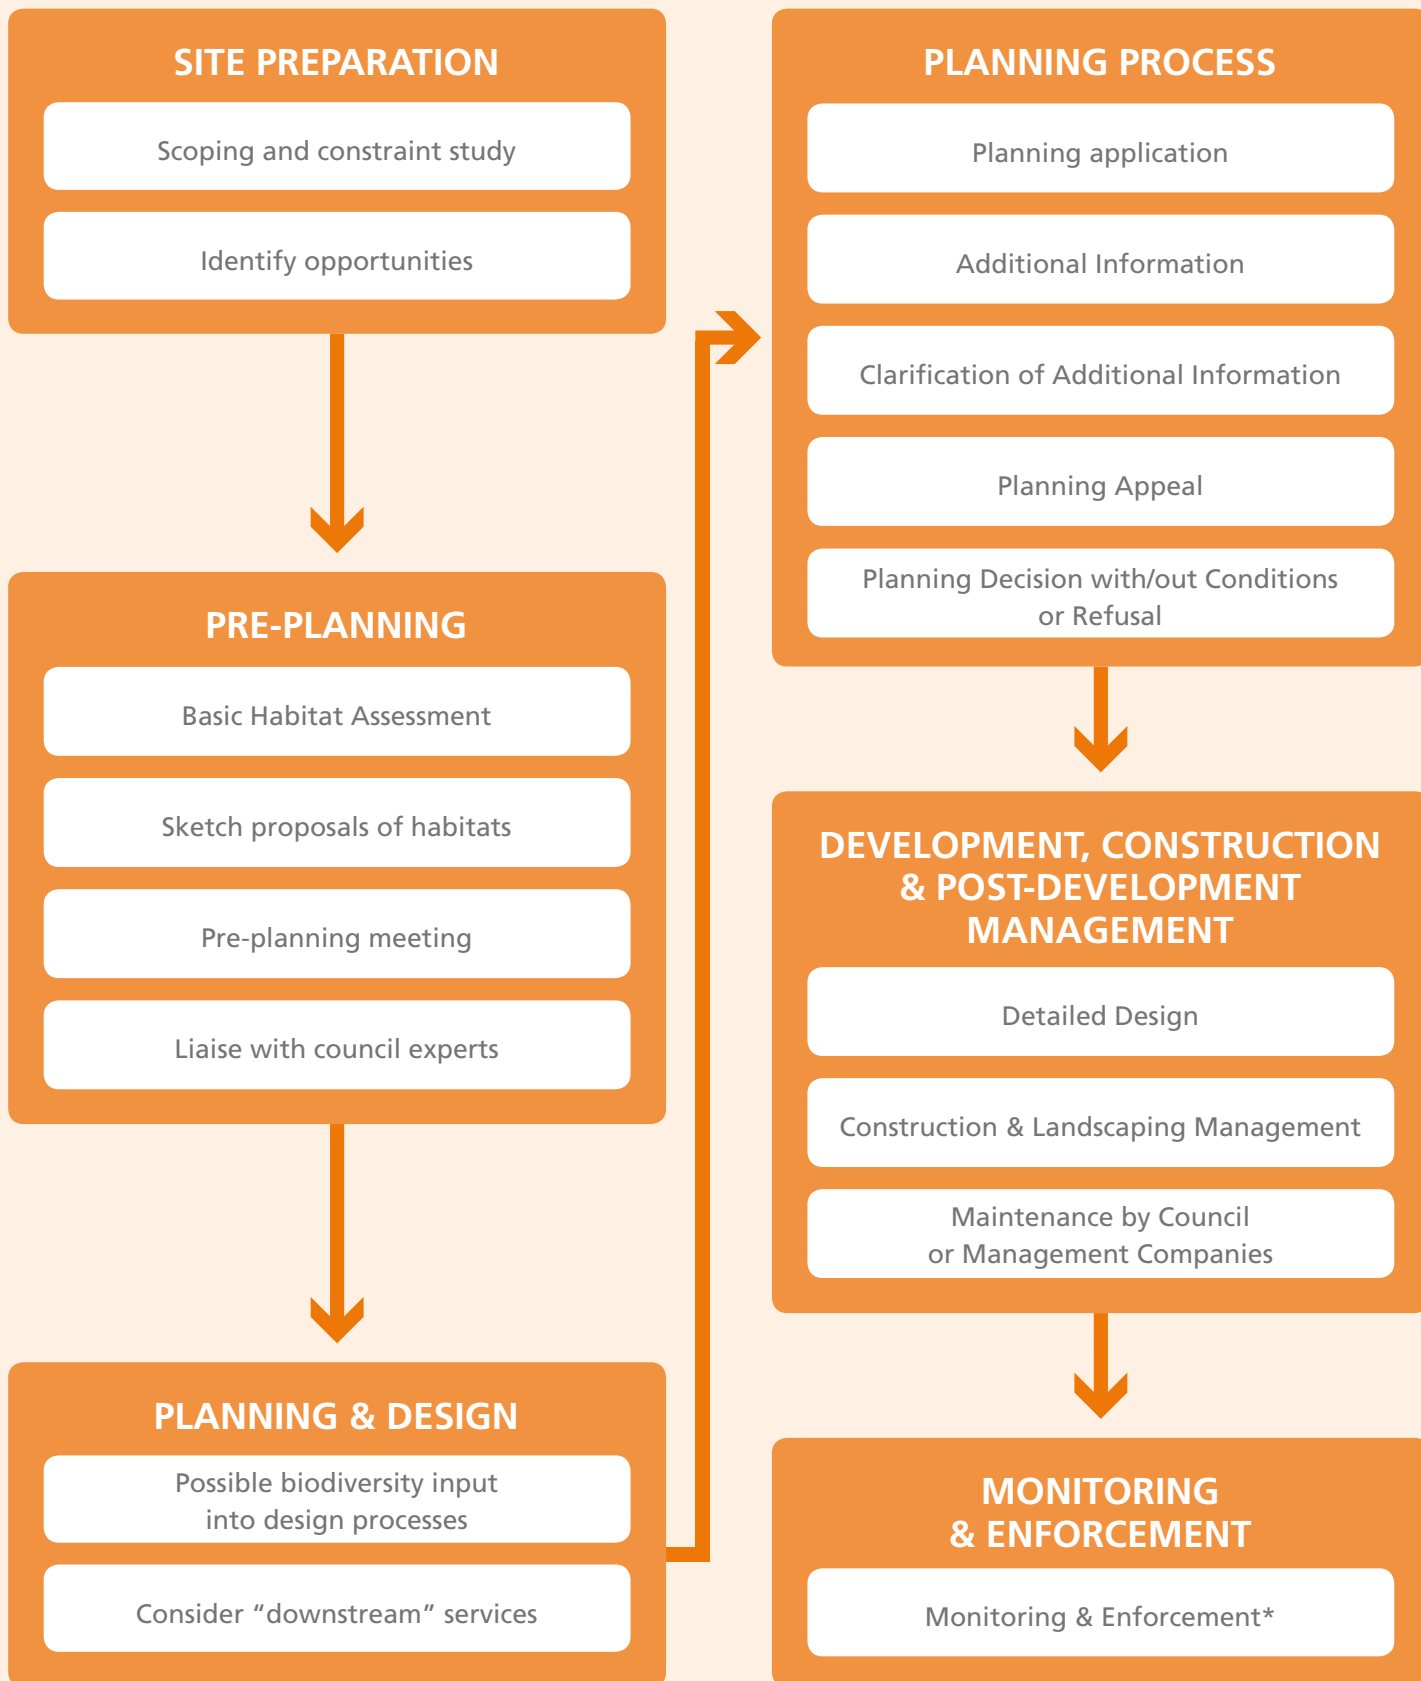 SITE PREPARATION
Scoping and constraint study
Identify opportunities
PRE-PLANNING
Basic Habitat Assessment
Sketch proposals of habitats
Pre-planning meeting
Liaise with council experts
PLANNING & DESIGN
Possible biodiversity input
into design processes
Consider “downstream” services
PLANNING PROCESS
Planning application
Additional Information
Clarification of Additional Information
Planning Appeal
Planning Decision with/out Conditions
or Refusal
DEVELOPMENT, CONSTRUCTION
& POST-DEVELOPMENT
MANAGEMENT
Detailed Design
Construction & Landscaping Management
Maintenance by Council
or Management Companies
MONITORING
& ENFORCEMENT
Monitoring & Enforcement*